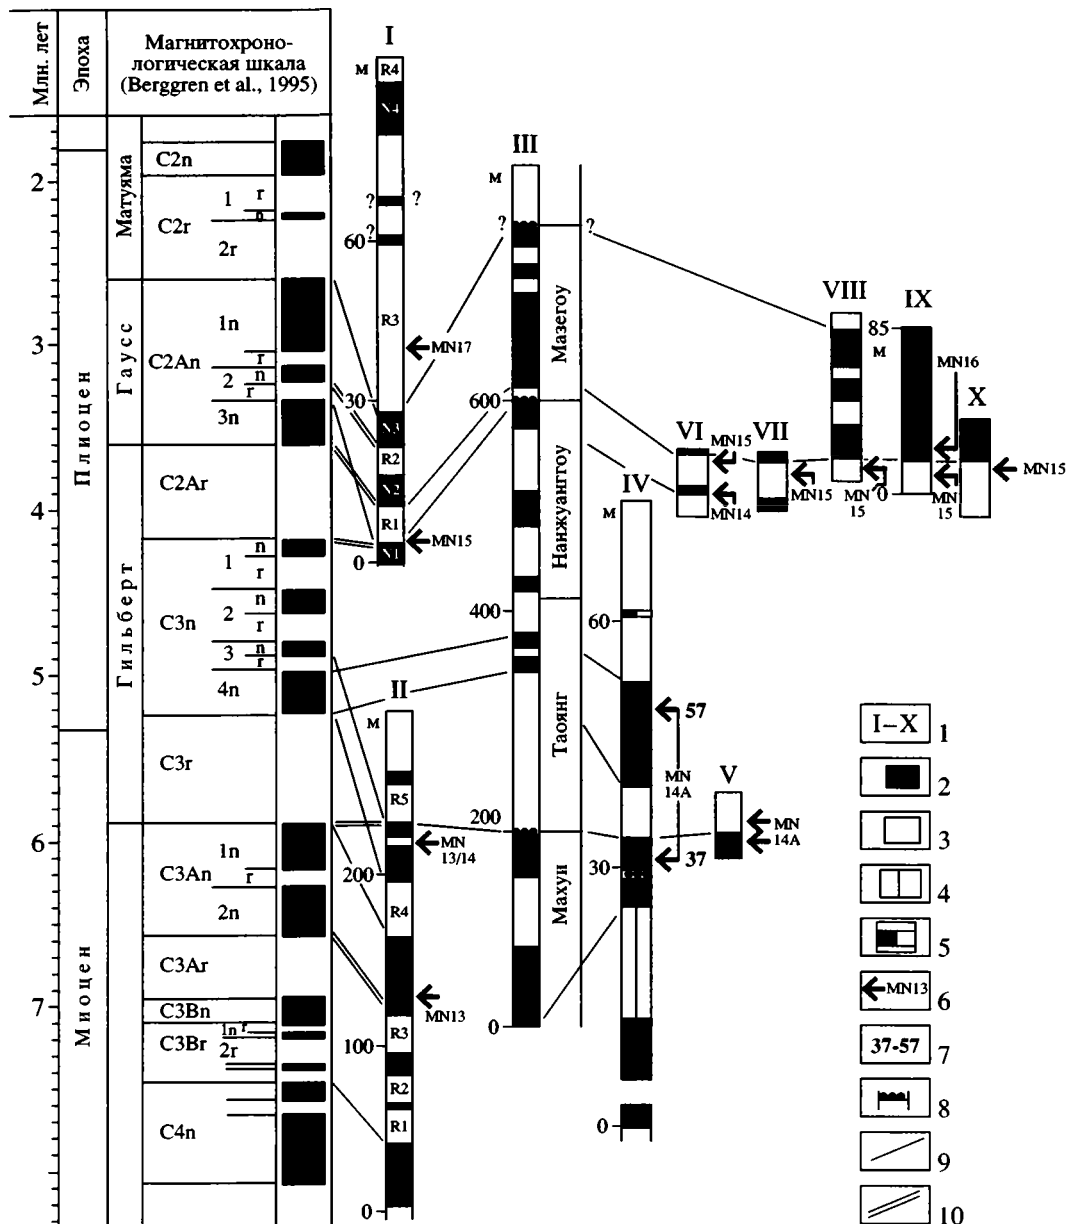 Млн. лет
Эпоха
Магнитохроно-
логическая шкала
(Berggren et al., 1995)
2
3
4
5
6
7
Плиоцен
Миоцен
Матуяма
Гаусс
Гильберт
C2n
C2r
1 r
n
2r
C2An
1n
r
2 n
r
3n
C2Ar
C3n
1 n
r
2 n
r
3 n
r
4n
C3r
C3An
1n
r
2n
C3Ar
C3Bn
C3Br
1n r
2r
C4n
I
м
R4
N4
? ?
?
60
R3
MN17
30
N3
R2
N2
R1
MN15
N1
0
II
м
R5
MN
13/14
200
R4
MN13
R3
100
R2
R1
0
III
м
? ?
600
400
200
0
Мазегоу
Нанжуанггоу
Таоянг
Махуи
IV
м
60
57
MN
14A
37
30
0
V
MN
14A
VI
MN15
MN14
VII
MN15
VIII
MN
15
IX
85
м
MN16
0
MN
15
X
MN15
I–X 1
2
3
4
5
MN13 6
37-57 7
8
9
10